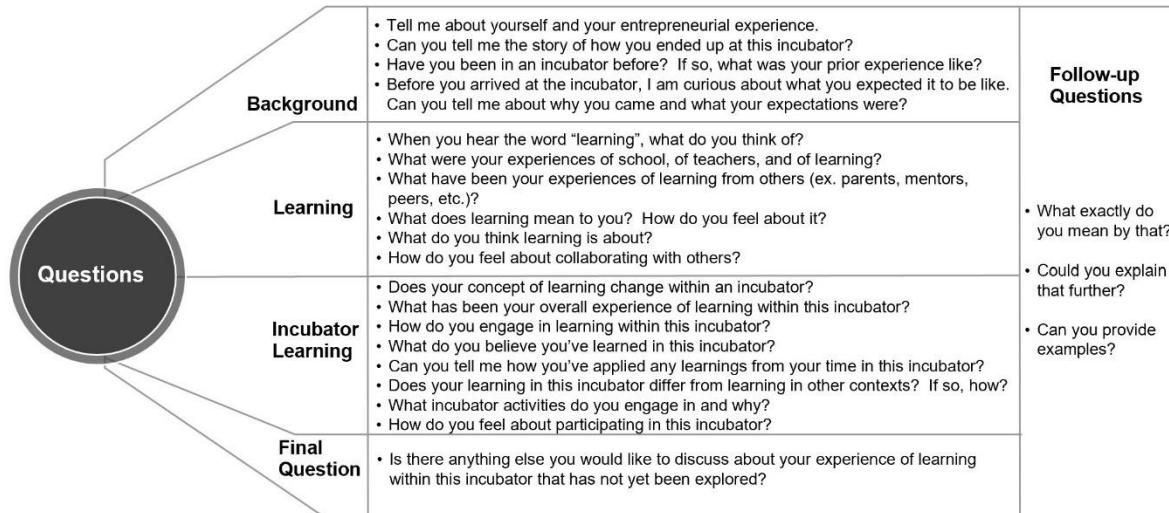 Questions
Background
• Tell me about yourself and your entrepreneurial experience.
• Can you tell me the story of how you ended up at this incubator?
• Have you been in an incubator before?  If so, what was your prior experience like?
• Before you arrived at the incubator, I am curious about what you expected it to be like.
Can you tell me about why you came and what your expectations were?
Learning
• When you hear the word “learning”, what do you think of?
• What were your experiences of school, of teachers, and of learning?
• What have been your experiences of learning from others (ex. parents, mentors,
peers, etc.)?
• What does learning mean to you?  How do you feel about it?
• What do you think learning is about?
• How do you feel about collaborating with others?
Incubator
Learning
• Does your concept of learning change within an incubator?
• What has been your overall experience of learning within this incubator?
• How do you engage in learning within this incubator?
• What do you believe you’ve learned in this incubator?
• Can you tell me how you’ve applied any learnings from your time in this incubator?
• Does your learning in this incubator differ from learning in other contexts?  If so, how?
• What incubator activities do you engage in and why?
• How do you feel about participating in this incubator?
Final
Question
• Is there anything else you would like to discuss about your experience of learning
within this incubator that has not yet been explored?
Follow-up
Questions
• What exactly do
you mean by that?
• Could you explain
that further?
• Can you provide
examples?